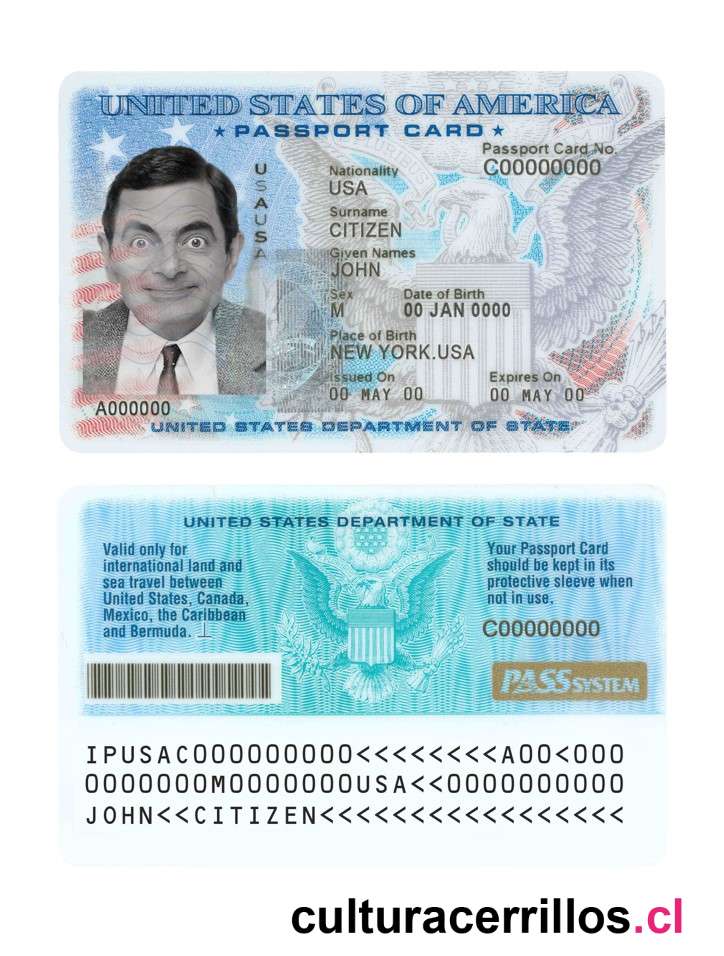 UNITED STATES OF AMERICA
★ PASSPORT CARD ★
Passport Card No.
C00000000
USAUSA
Nationality
USA
Surname
CITIZEN
Given Names
JOHN
Sex Date of Birth
M 00 JAN 0000
Place of Birth
NEW YORK.USA
Issued On Expires On
00 MAY 00 00 MAY 00
A000000
UNITED STATES DEPARTMENT OF STATE
UNITED STATES DEPARTMENT OF STATE
Valid only for
international land and
sea travel between
United States, Canada,
Mexico, the Caribbean
and Bermuda.
Your Passport Card
should be kept in its
protective sleeve when
not in use.
C00000000
PASS SYSTEM
IPUSAC000000000<<<<<<<<A00<000
0000000M0000000USA<<0000000000
JOHN<<CITIZEN<<<<<<<<<<<<<<<<<
culturacerrillos.cl